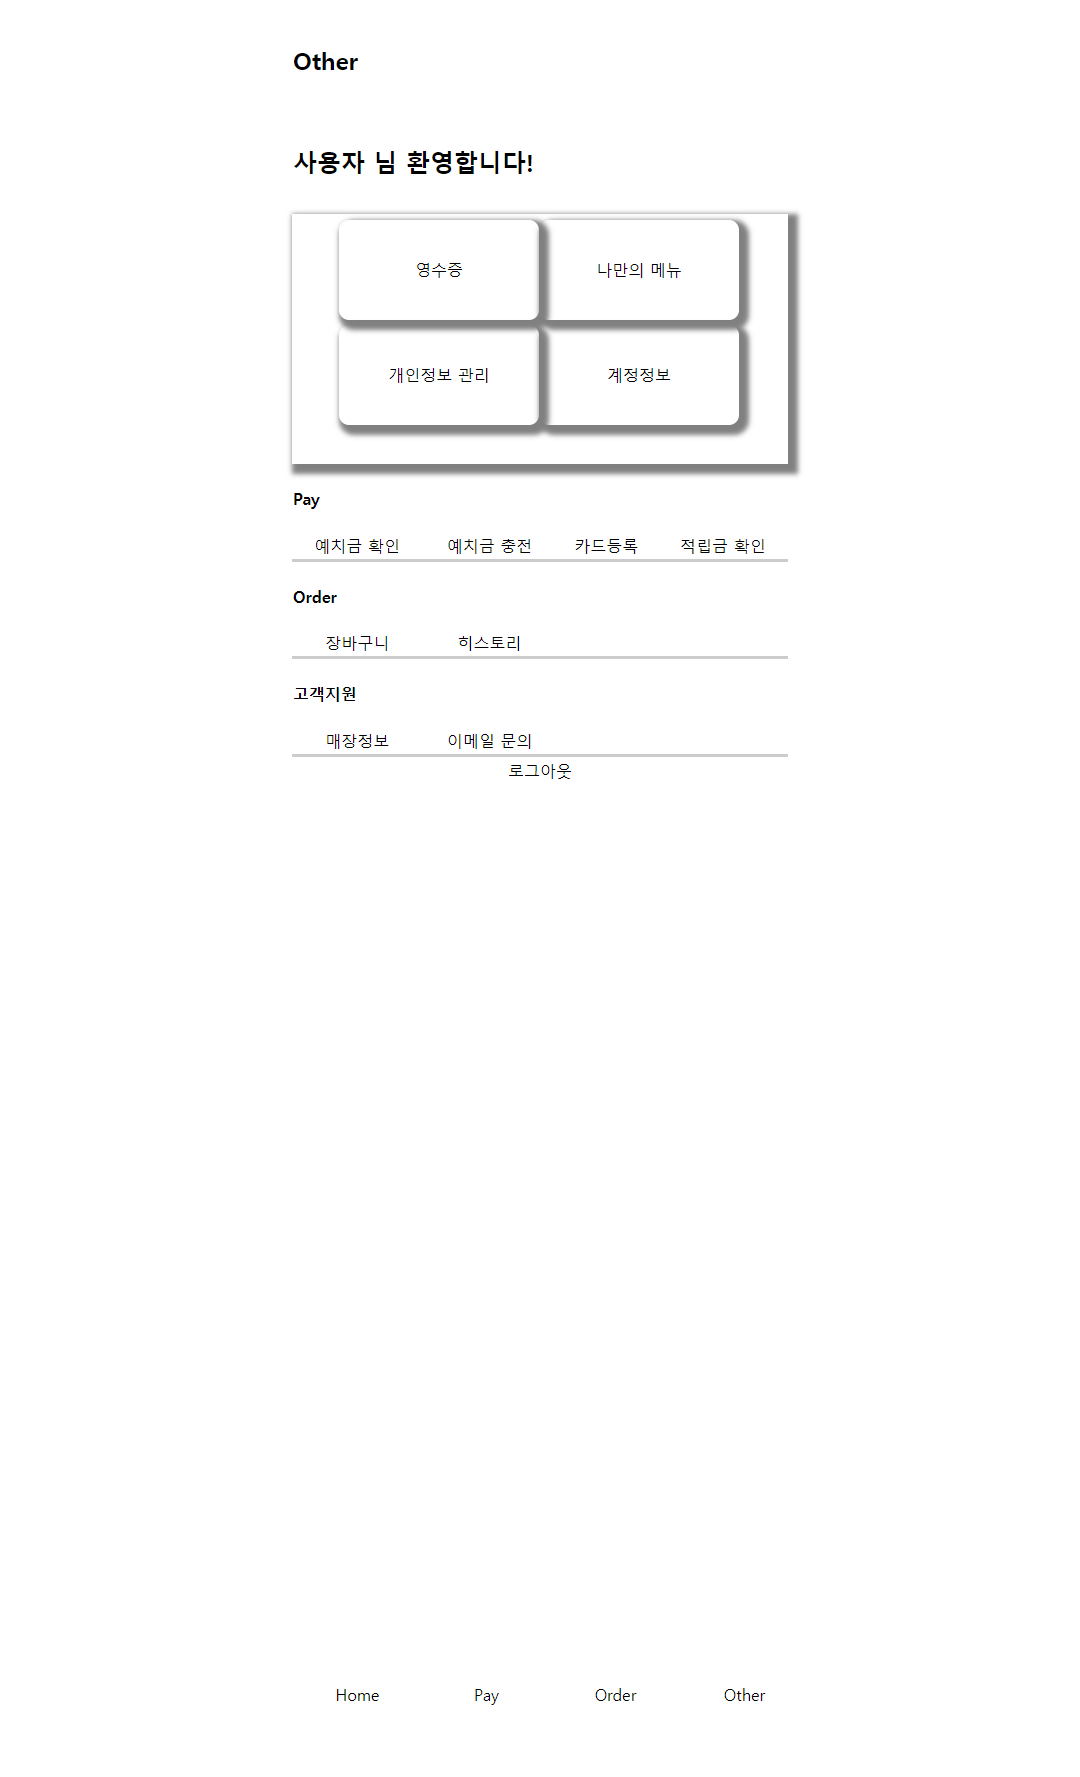 Other
사용자 님 환영합니다!
영수증 나만의 메뉴
개인정보 관리 계정정보
Pay
예치금 확인 예치금 충전 카드등록 적립금 확인
Order
장바구니 히스토리
고객지원
매장정보 이메일 문의
로그아웃
Home Pay Order Other